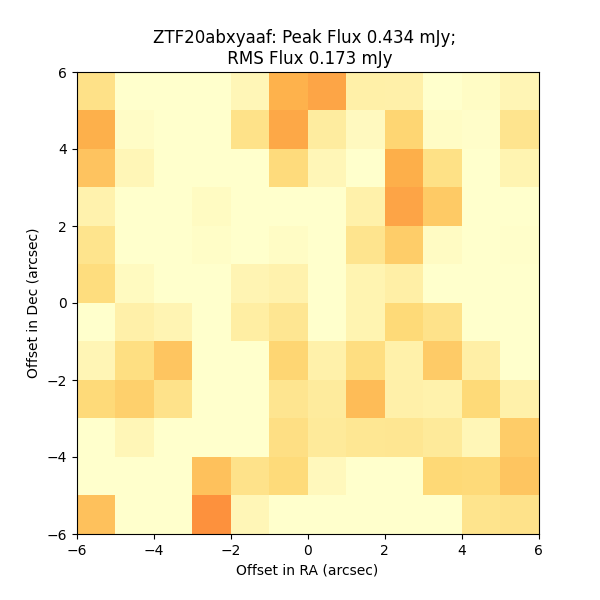 ZTF20abxyaaf: Peak Flux 0.434 mJy;
RMS Flux 0.173 mJy
6
4
2
0
−2
−4
−6
Offset in Dec (arcsec)
−6 −4 −2 0 2 4 6
Offset in RA (arcsec)